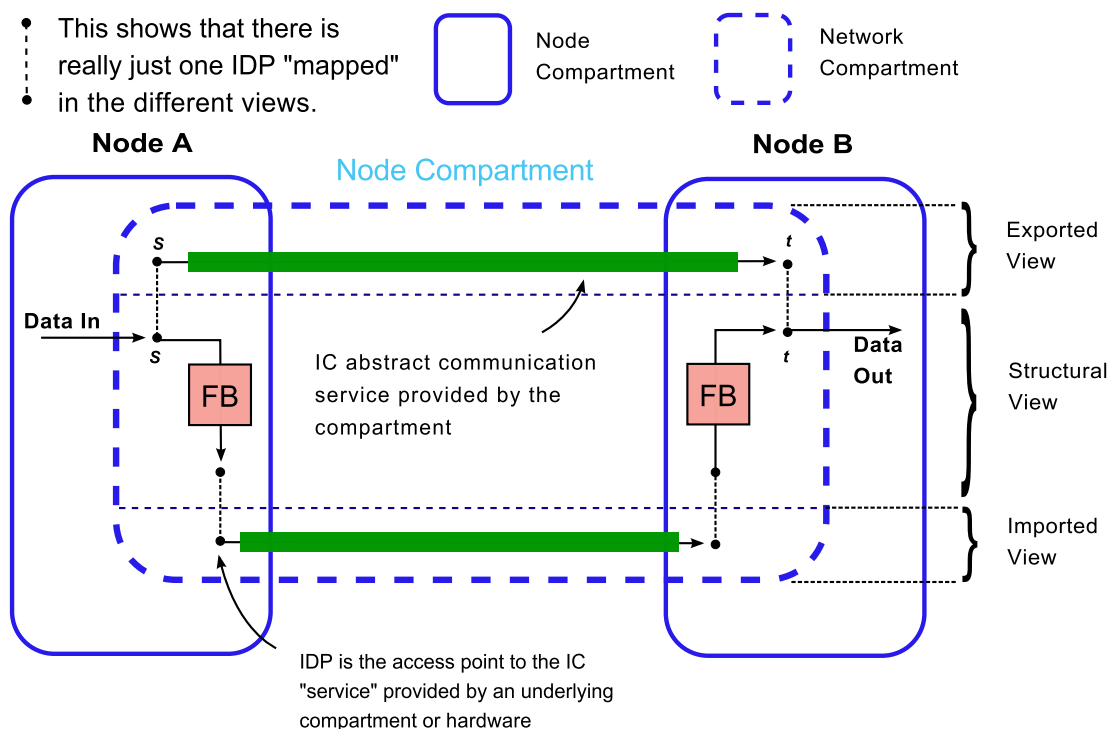 This shows that there is
really just one IDP "mapped"
in the different views.
Node
Compartment
Network
Compartment
Node A
Node Compartment
Node B
S
t
Exported
View
Data In
S
t
Data
Out
IC abstract communication
service provided by the
compartment
FB
FB
Structural
View
Imported
View
IDP is the access point to the IC
"service" provided by an underlying
compartment or hardware